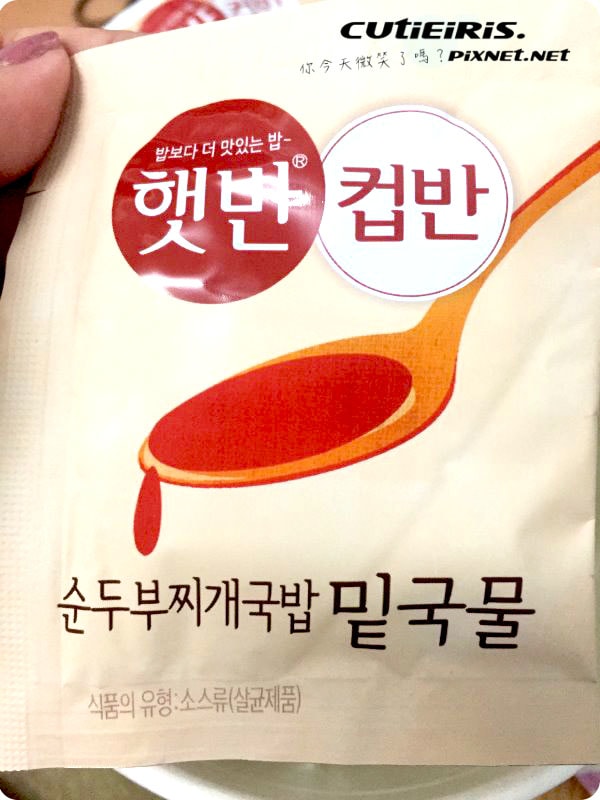 CUTiEiRiS.
你今天微笑了嗎？PiXNET.NET
밥보다 더 맛있는 밥~
햇반® 컵반
순두부찌개국밥 밑국물
식품의 유형:소스류(살균제품)